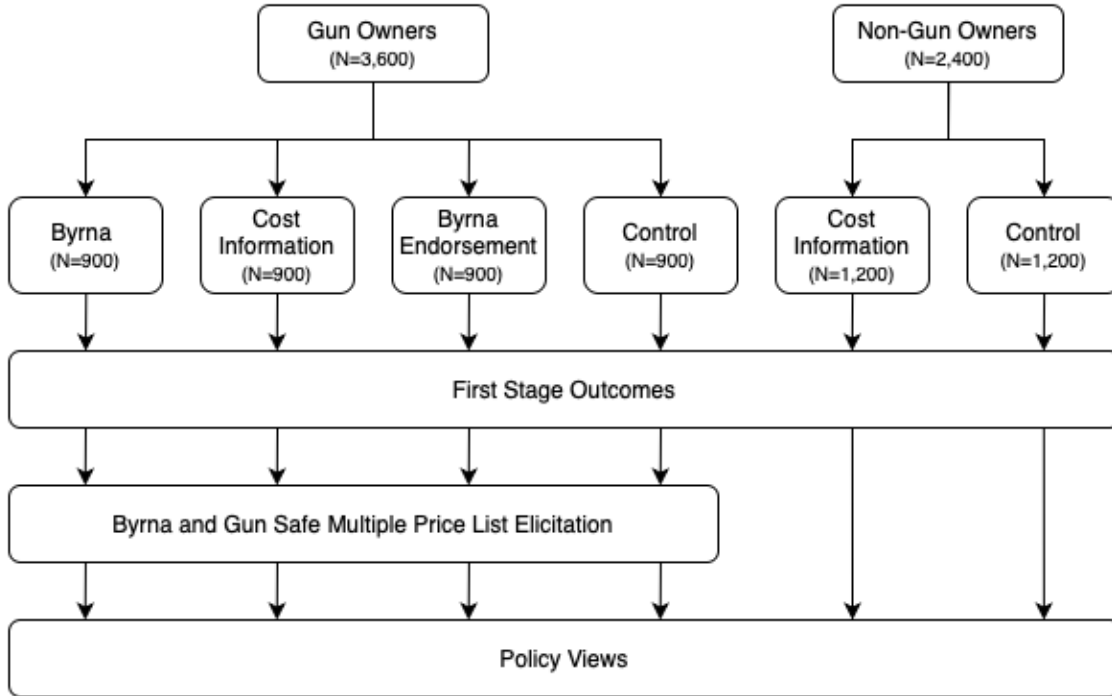 Gun Owners
(N=3,600)
Non-Gun Owners
(N=2,400)
Byrna
(N=900)
Cost
Information
(N=900)
Byrna
Endorsement
(N=900)
Control
(N=900)
Cost
Information
(N=1,200)
Control
(N=1,200)
First Stage Outcomes
Byrna and Gun Safe Multiple Price List Elicitation
Policy Views